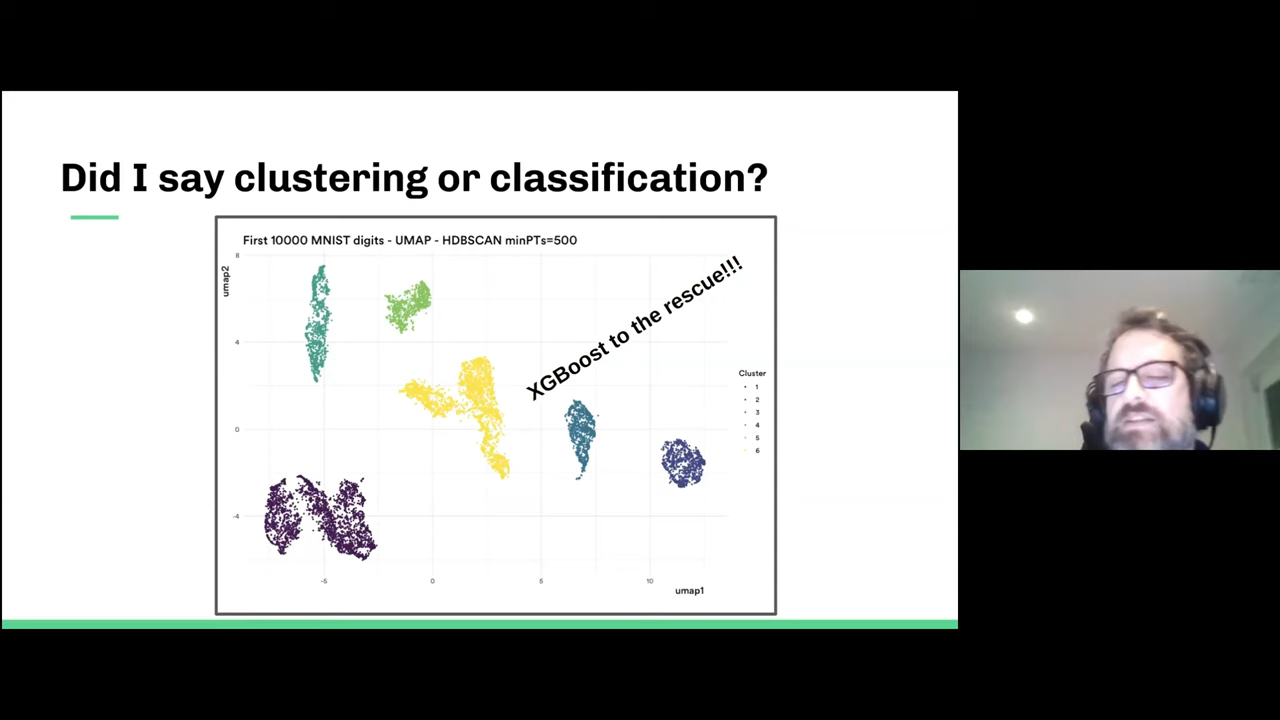 Did I say clustering or classification?
First 10000 MNIST digits - UMAP - HDBSCAN minPTs=500
XGBoost to the rescue!!!
umap2
8
4
0
-4
-5
0
5
10
umap1
Cluster
1
2
3
4
5
6